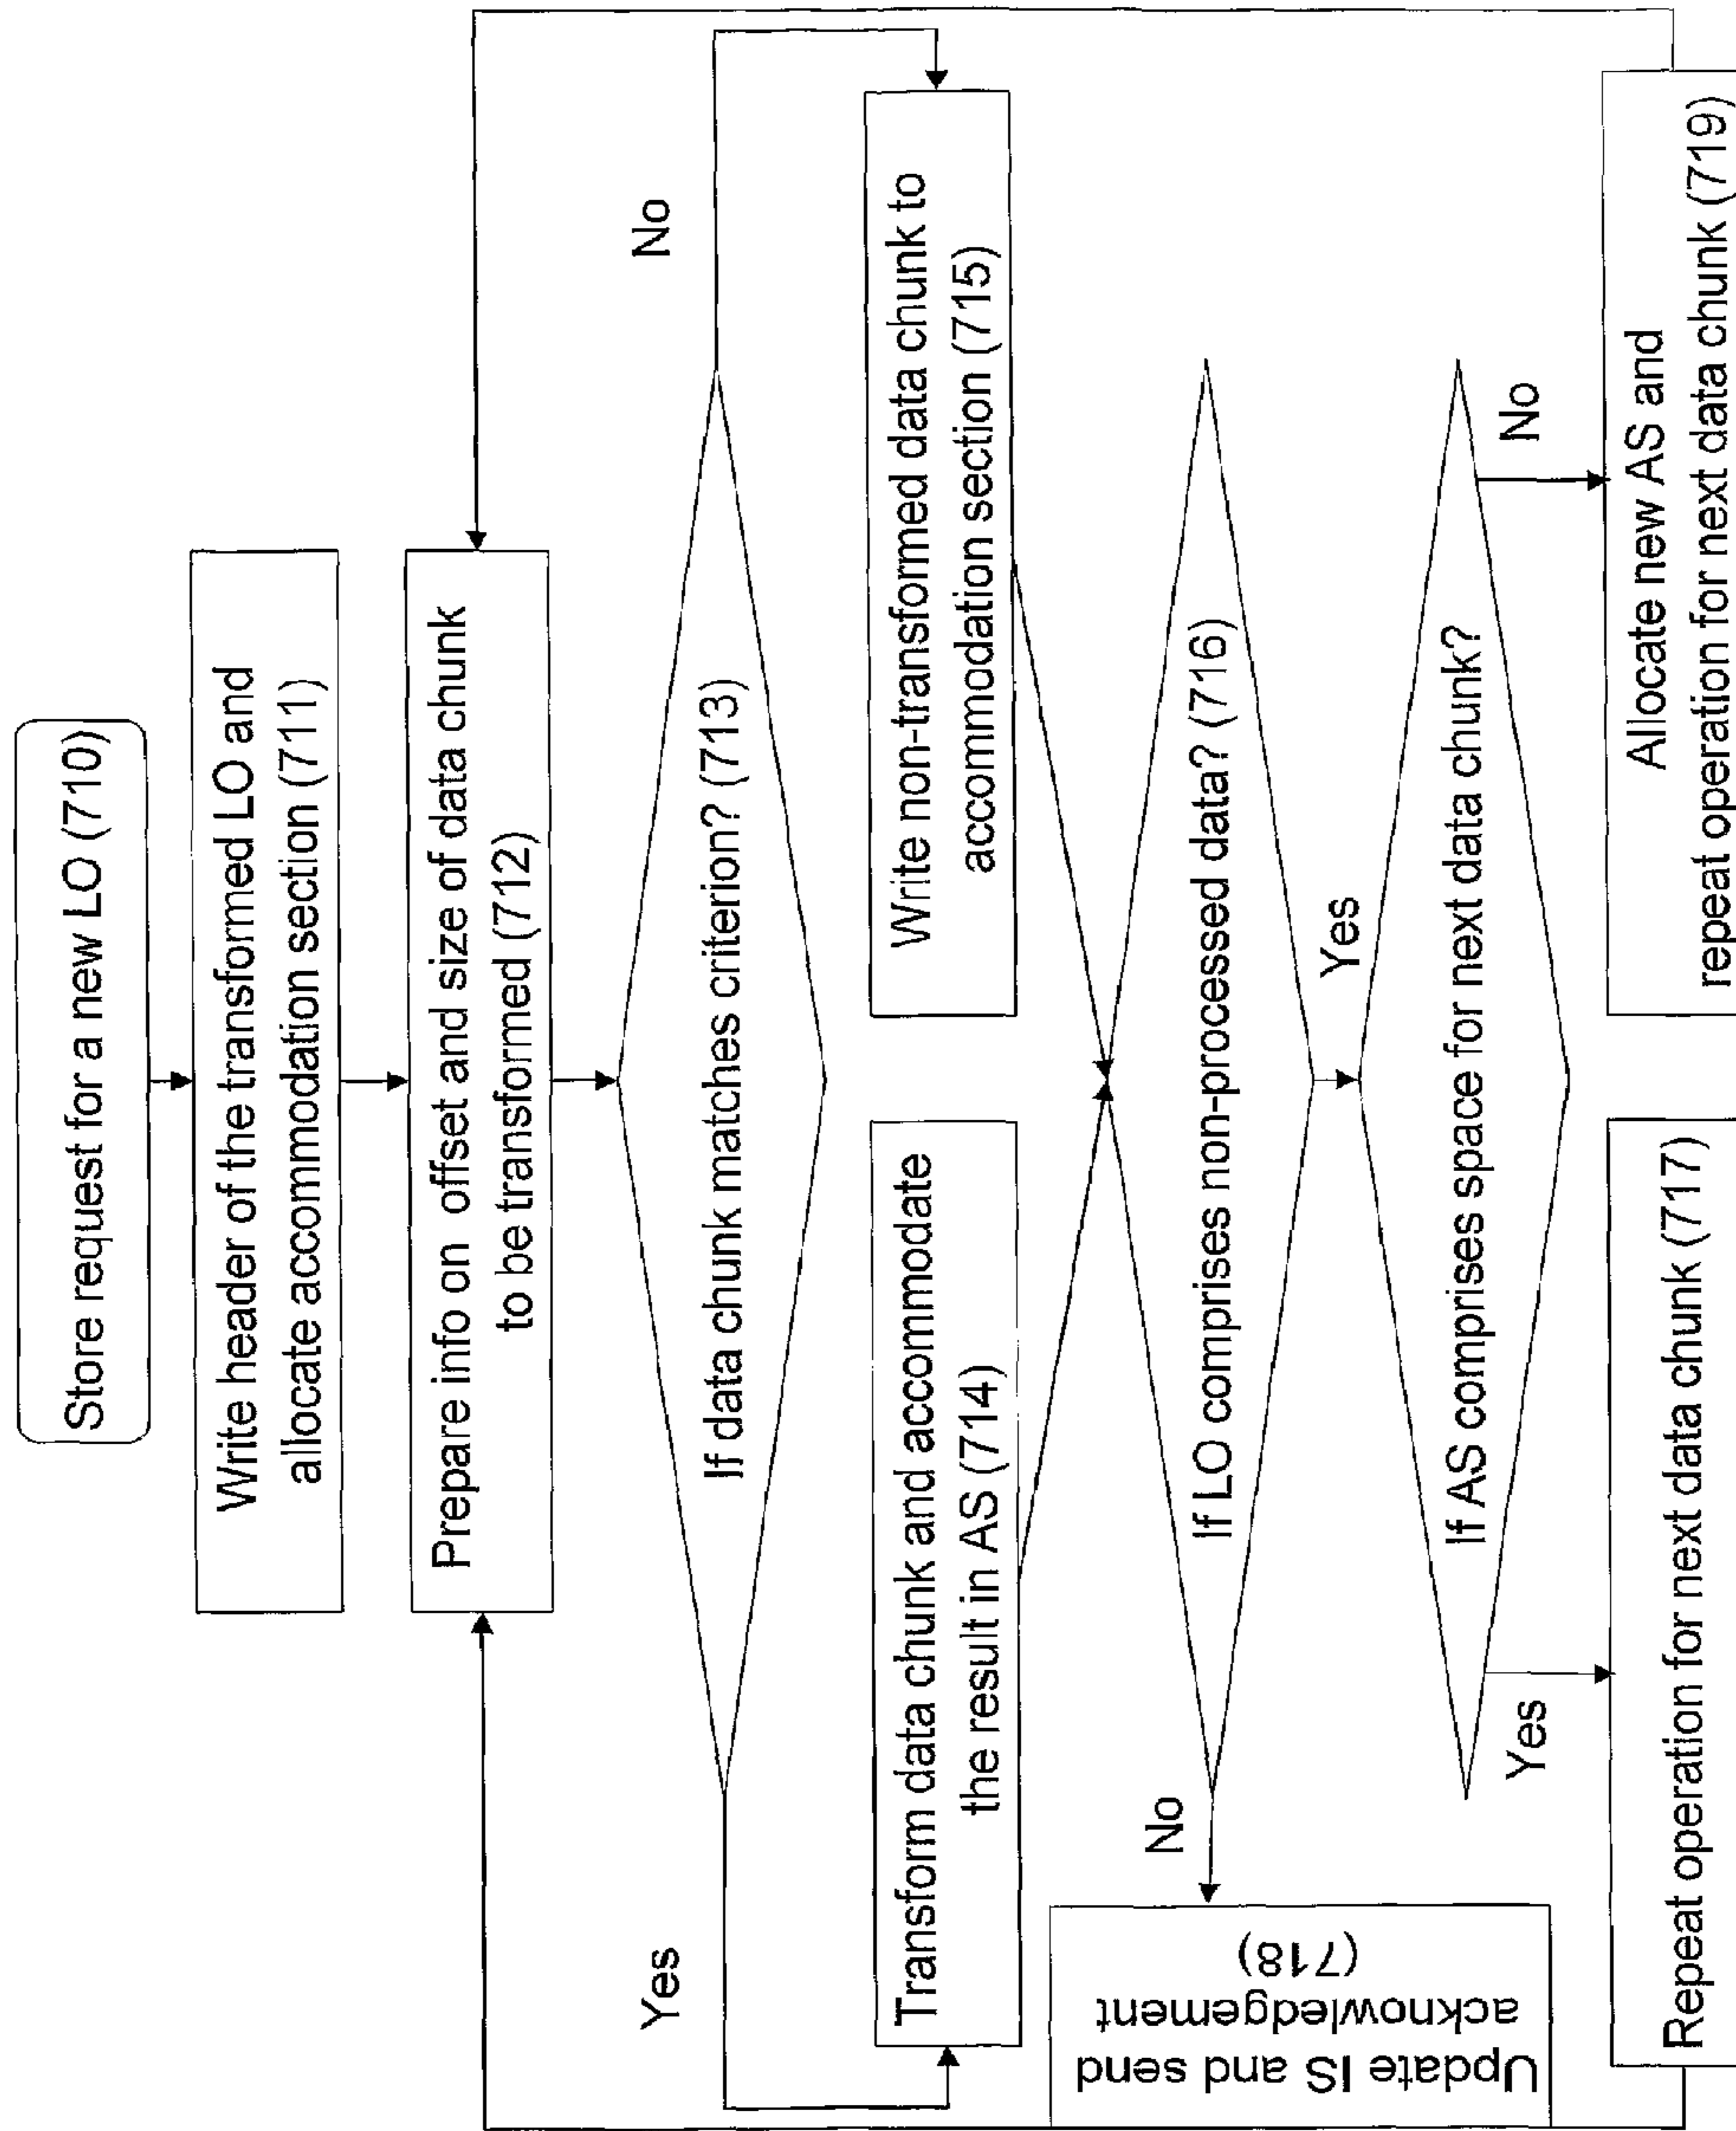 Store request for a new LO (710)
Write header of the transformed LO and
allocate accommodation section (711)
Prepare info on offset and size of data chunk
to be transformed (712)
If data chunk matches criterion? (713)
Yes
No
Transform data chunk and accommodate
the result in AS (714)
Write non-transformed data chunk to
accommodation section (715)
If LO comprises non-processed data? (716)
No
Yes
Update IS and send
acknowledgement
(718)
If AS comprises space for next data chunk?
Yes
No
Repeat operation for next data chunk (717)
Allocate new AS and
repeat operation for next data chunk (719)